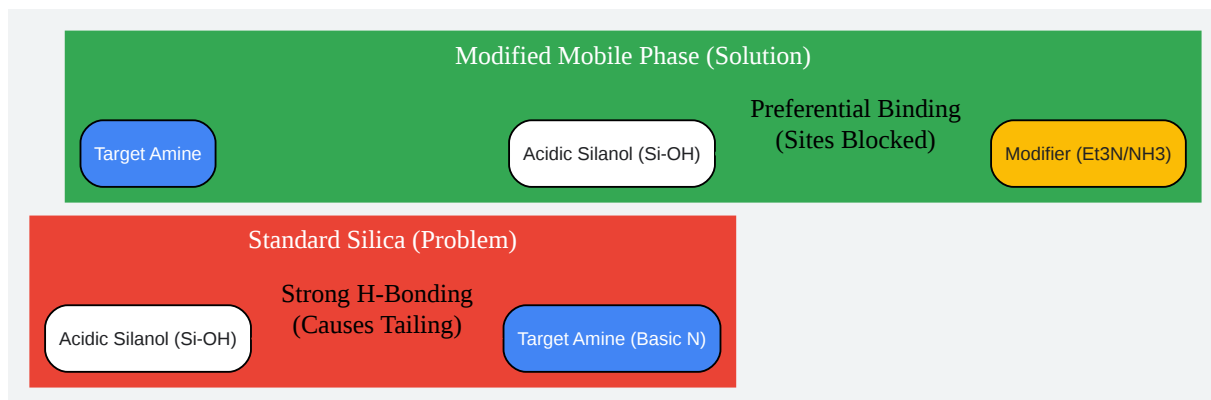 Modified Mobile Phase (Solution)
Target Amine
Acidic Silanol (Si-OH)
Preferential Binding
(Sites Blocked)
Modifier (Et3N/NH3)
Standard Silica (Problem)
Acidic Silanol (Si-OH)
Strong H-Bonding
(Causes Tailing)
Target Amine (Basic N)